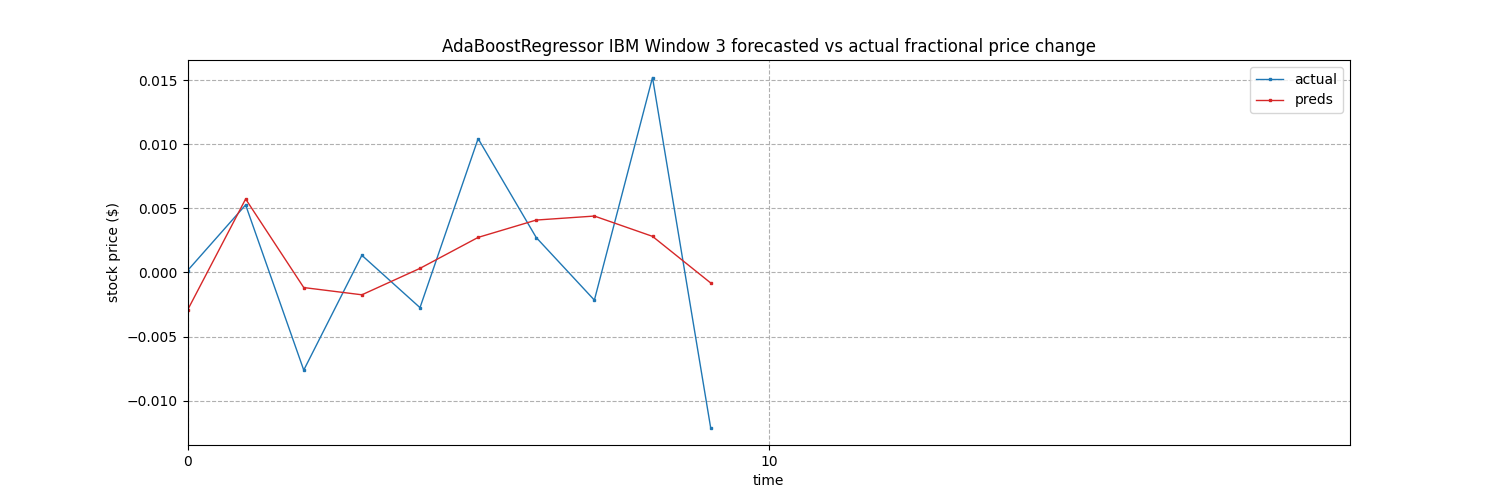 AdaBoostRegressor IBM Window 3 forecasted vs actual fractional price change
actual
preds
stock price ($)
0.015
0.010
0.005
0.000
−0.005
−0.010
0
10
time